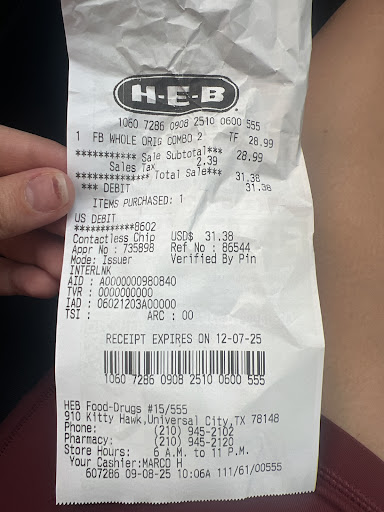 H-E-B
1060 7286 0908 2510 0600 555
1 FB WHOLE ORIG COMBO 2 TF 28.99
*********** Sale Subtotal*** 28.99
Sales Tax 2.39
************** Total Sale*** 31.38
*** DEBIT 31.38
ITEMS PURCHASED: 1
US DEBIT
************8602
Contactless Chip USD$ 31.38
Appr No : 735898 Ref No : 86544
Mode: Issuer Verified By Pin
INTERLNK
AID : A0000000980840
TVR : 0000000000
IAD : 06021203A00000
TSI : ARC : 00
RECEIPT EXPIRES ON 12-07-25
1060 7286 0908 2510 0600 555
HEB Food-Drugs #15/555
910 Kitty Hawk,Universal City,TX 78148
Phone: (210) 945-2102
Pharmacy: (210) 945-2120
Store Hours: 6 A.M. to 11 P.M.
Your Cashier:MARCO H
607286 09-08-25 10:06A 111/61/00555